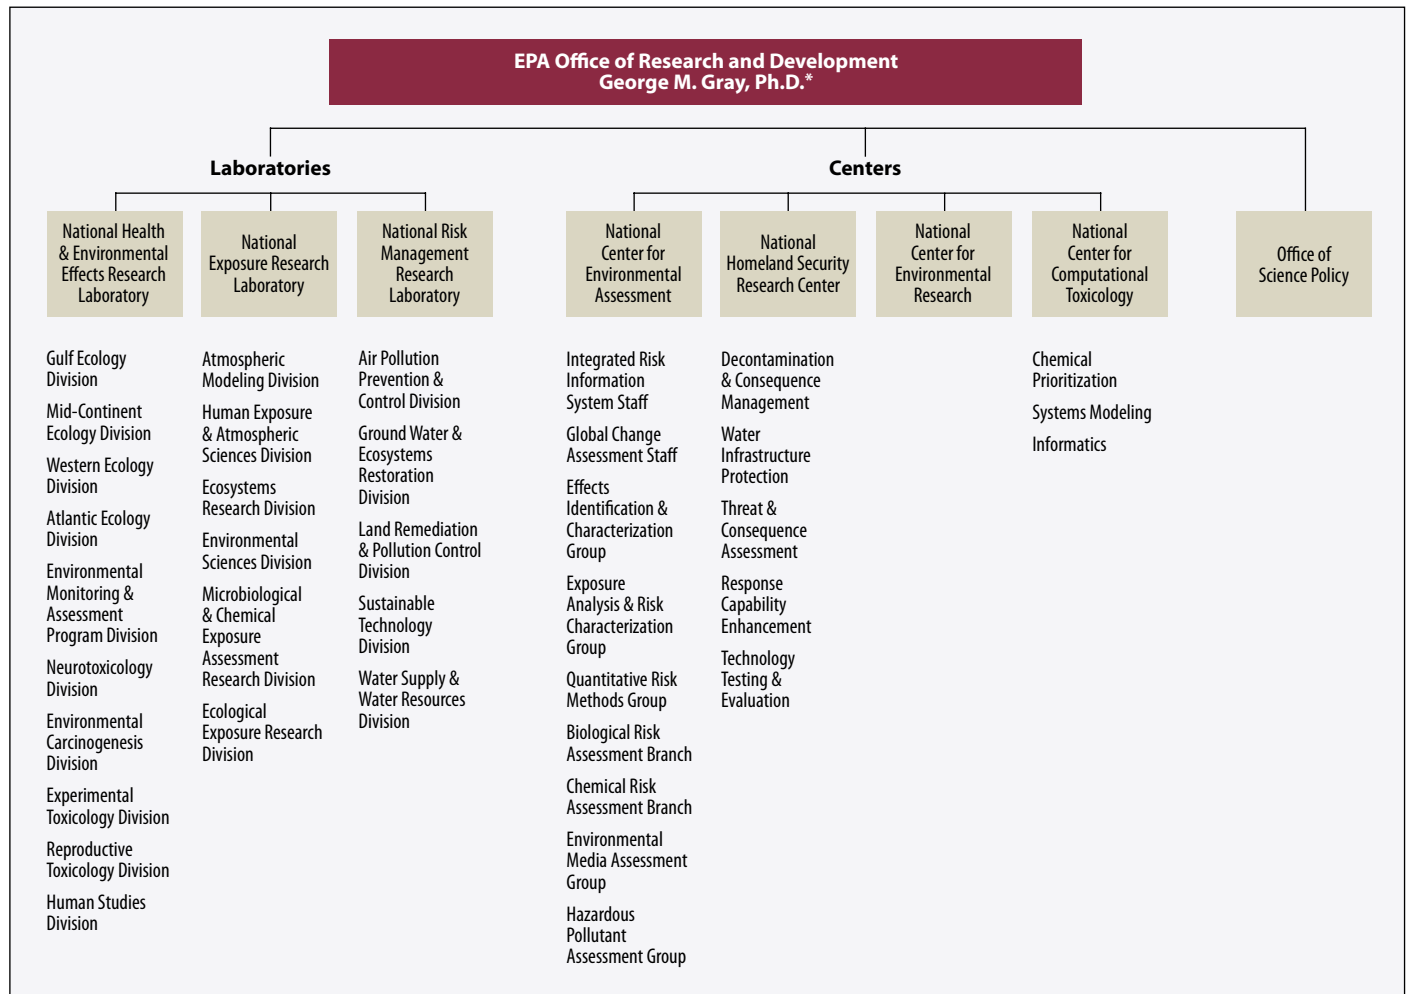 EPA Office of Research and Development
George M. Gray, Ph.D.*
Laboratories
Centers
National Health
& Environmental
Effects Research
Laboratory
National
Exposure Research
Laboratory
National Risk
Management
Research
Laboratory
National
Center for
Environmental
Assessment
National
Homeland Security
Research Center
National
Center for
Environmental
Research
National
Center for
Computational
Toxicology
Office of
Science Policy
Gulf Ecology
Division
Mid-Continent
Ecology Division
Western Ecology
Division
Atlantic Ecology
Division
Environmental
Monitoring &
Assessment
Program Division
Neurotoxicology
Division
Environmental
Carcinogenesis
Division
Experimental
Toxicology Division
Reproductive
Toxicology Division
Human Studies
Division
Atmospheric
Modeling Division
Human Exposure
& Atmospheric
Sciences Division
Ecosystems
Research Division
Environmental
Sciences Division
Microbiological
& Chemical
Exposure
Assessment
Research Division
Ecological
Exposure Research
Division
Air Pollution
Prevention &
Control Division
Ground Water &
Ecosystems
Restoration
Division
Land Remediation
& Pollution Control
Division
Sustainable
Technology
Division
Water Supply &
Water Resources
Division
Integrated Risk
Information
System Staff
Global Change
Assessment Staff
Effects
Identification &
Characterization
Group
Exposure
Analysis & Risk
Characterization
Group
Quantitative Risk
Methods Group
Biological Risk
Assessment Branch
Chemical Risk
Assessment Branch
Environmental
Media Assessment
Group
Hazardous
Pollutant
Assessment Group
Decontamination
& Consequence
Management
Water
Infrastructure
Protection
Threat &
Consequence
Assessment
Response
Capability
Enhancement
Technology
Testing &
Evaluation
Chemical
Prioritization
Systems Modeling
Informatics